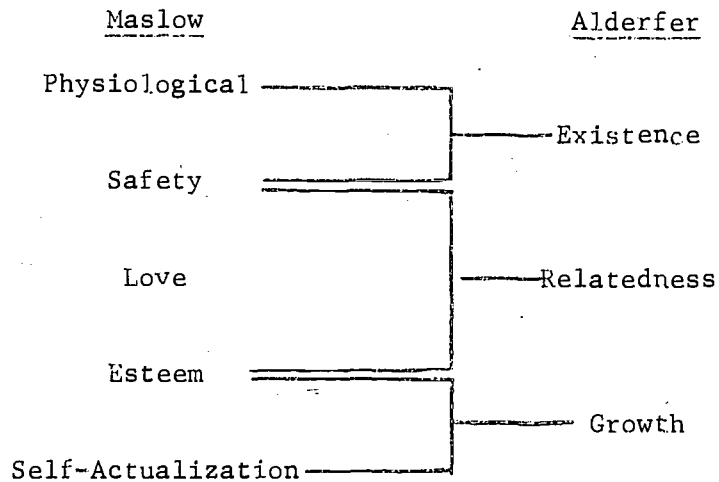 Maslow
Alderfer
Physiological
Existence
Safety
Love
Relatedness
Esteem
Growth
Self-Actualization